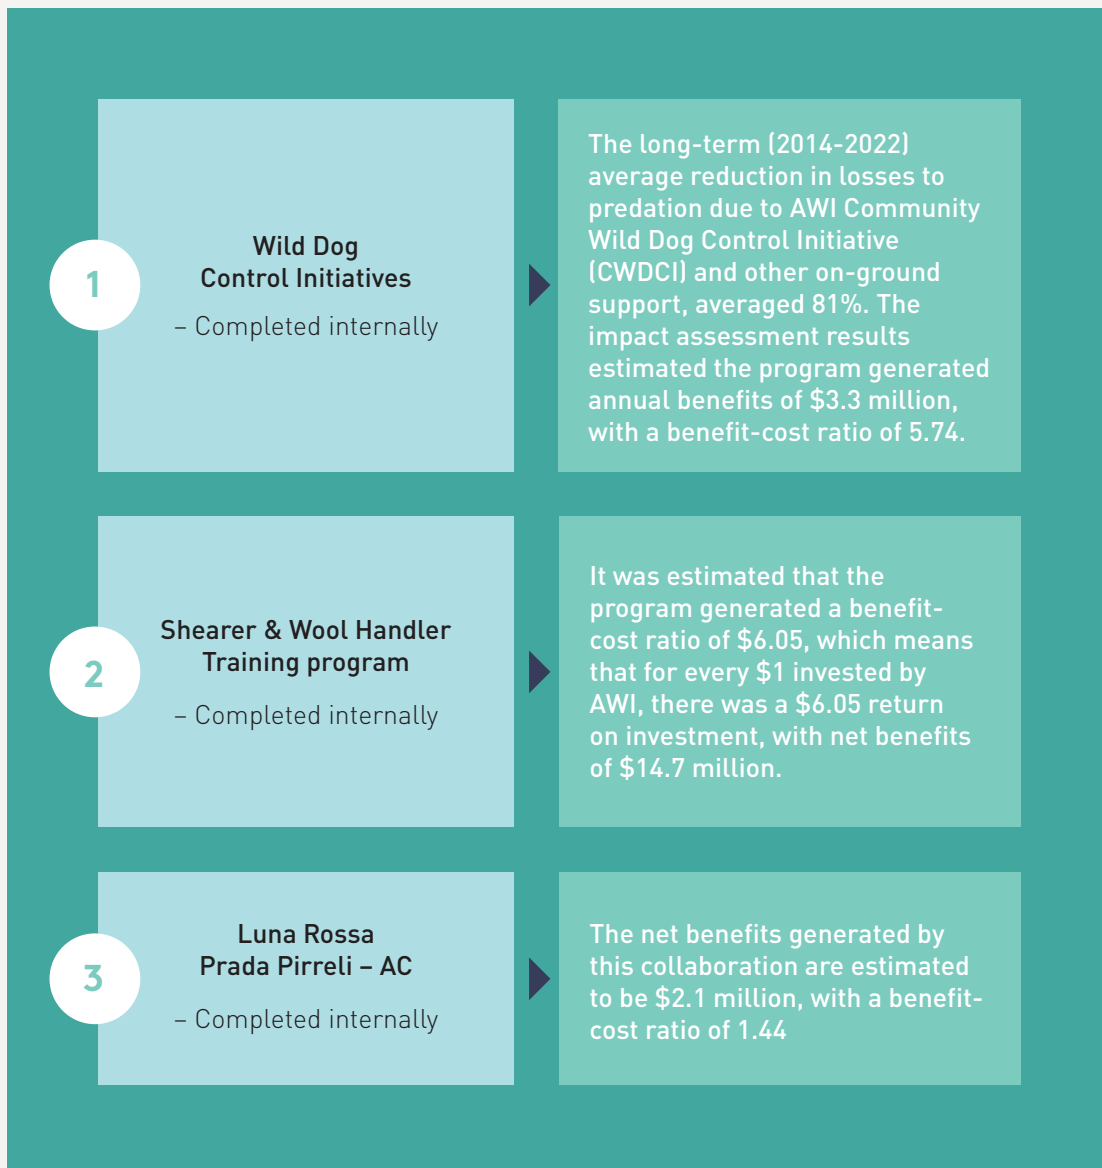 1
Wild Dog
Control Initiatives
– Completed internally
The long-term (2014-2022)
average reduction in losses to
predation due to AWI Community
Wild Dog Control Initiative
(CWDCI) and other on-ground
support, averaged 81%. The
impact assessment results
estimated the program generated
annual benefits of $3.3 million,
with a benefit-cost ratio of 5.74.
2
Shearer & Wool Handler
Training program
– Completed internally
It was estimated that the
program generated a benefit-
cost ratio of $6.05, which means
that for every $1 invested by
AWI, there was a $6.05 return
on investment, with net benefits
of $14.7 million.
3
Luna Rossa
Prada Pirreli – AC
– Completed internally
The net benefits generated by
this collaboration are estimated
to be $2.1 million, with a benefit-
cost ratio of 1.44